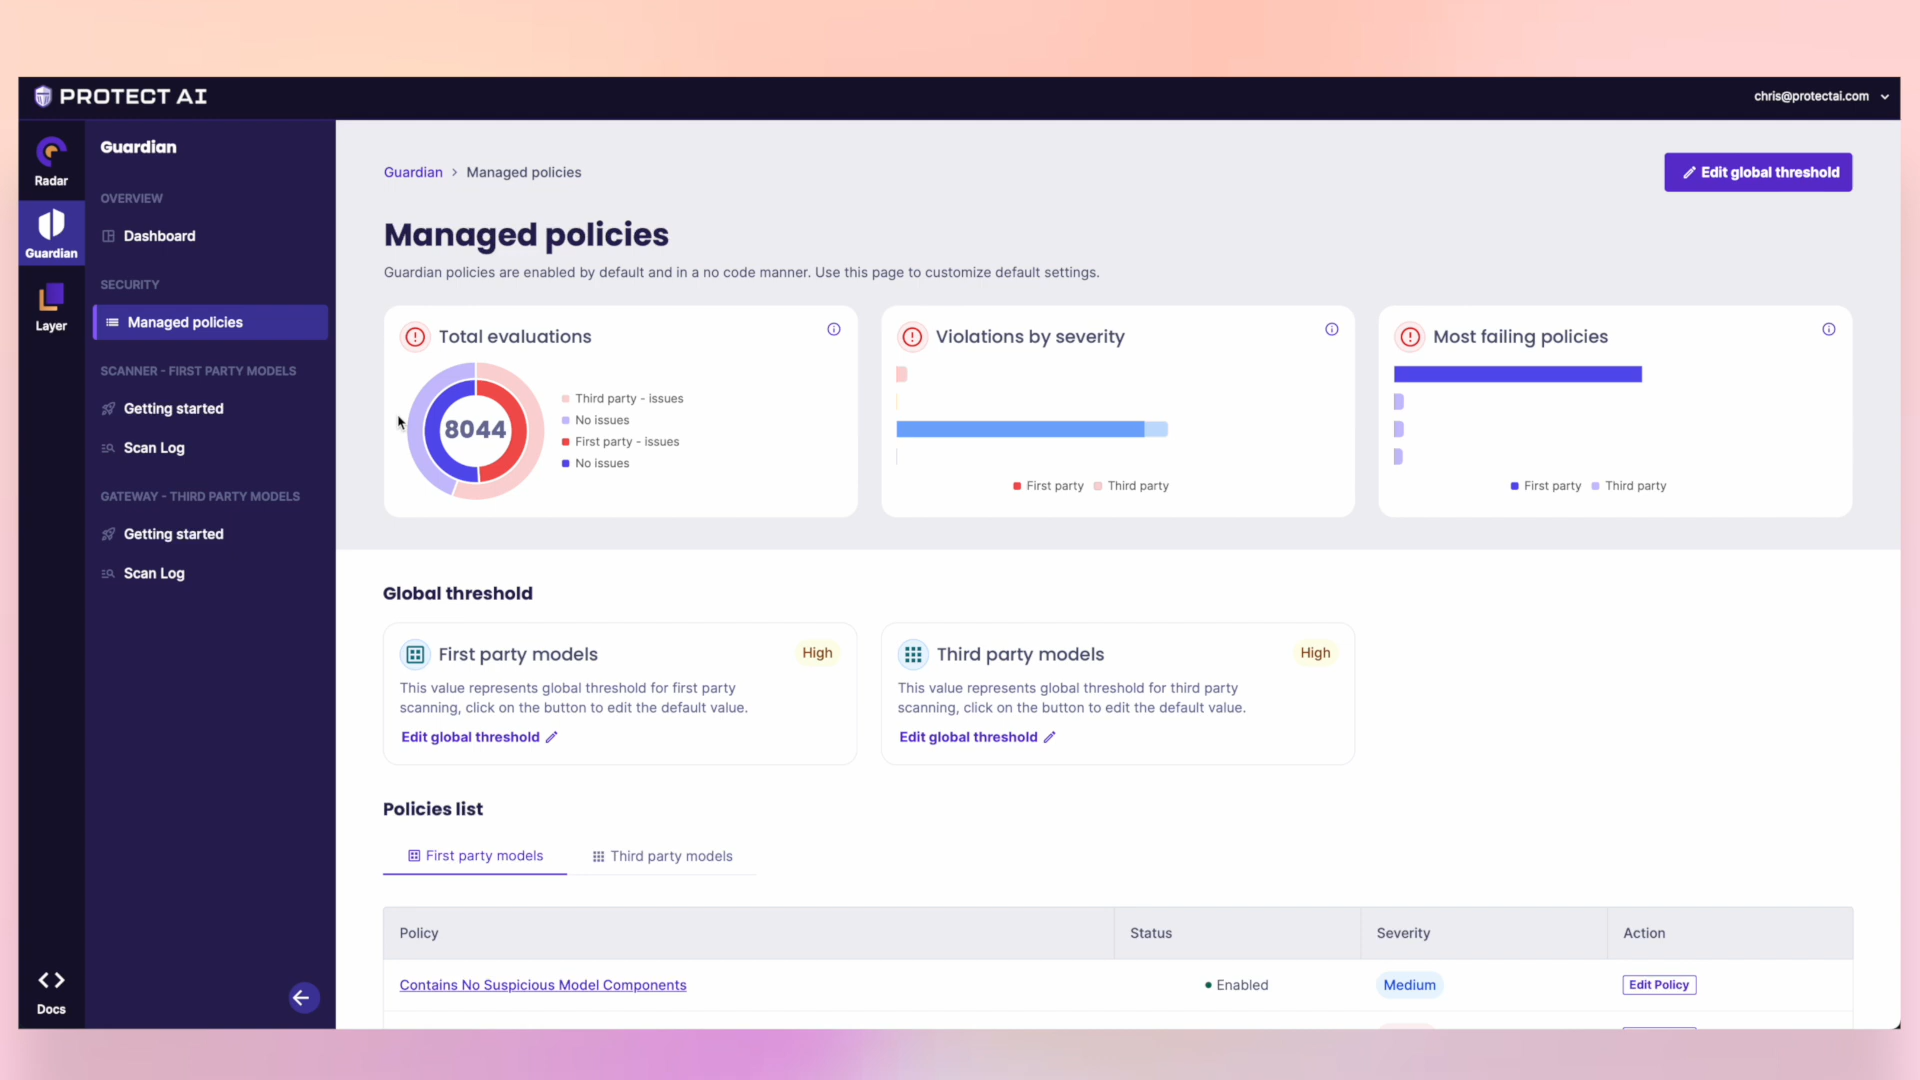 PROTECT AI
chris@protectai.com
Radar
Guardian
Layer
Docs
Guardian
OVERVIEW
Dashboard
SECURITY
Managed policies
SCANNER - FIRST PARTY MODELS
Getting started
Scan Log
GATEWAY - THIRD PARTY MODELS
Getting started
Scan Log
Guardian > Managed policies
Edit global threshold
Managed policies
Guardian policies are enabled by default and in a no code manner. Use this page to customize default settings.
Total evaluations
8044
Third party - issues
No issues
First party - issues
No issues
Violations by severity
First party Third party
Most failing policies
First party Third party
Global threshold
First party models
High
This value represents global threshold for first party
scanning, click on the button to edit the default value.
Edit global threshold
Third party models
High
This value represents global threshold for third party
scanning, click on the button to edit the default value.
Edit global threshold
Policies list
First party models
Third party models
Policy Status Severity Action
Contains No Suspicious Model Components Enabled Medium Edit Policy